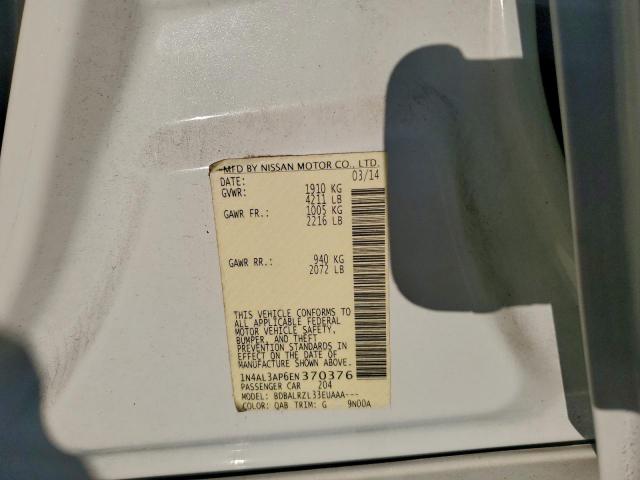 MFD BY NISSAN MOTOR CO., LTD.
DATE: 03/14
GVWR: 1910 KG
4211 LB
GAWR FR.: 1005 KG
2216 LB
GAWR RR.: 940 KG
2072 LB
THIS VEHICLE CONFORMS TO
ALL APPLICABLE FEDERAL
MOTOR VEHICLE SAFETY,
BUMPER, AND THEFT
PREVENTION STANDARDS IN
EFFECT ON THE DATE OF
MANUFACTURE SHOWN ABOVE.
1N4AL3AP6EN370376
PASSENGER CAR 204
MODEL: BDBALRZL33EUAAA---
COLOR: QAB TRIM: G 9N00A